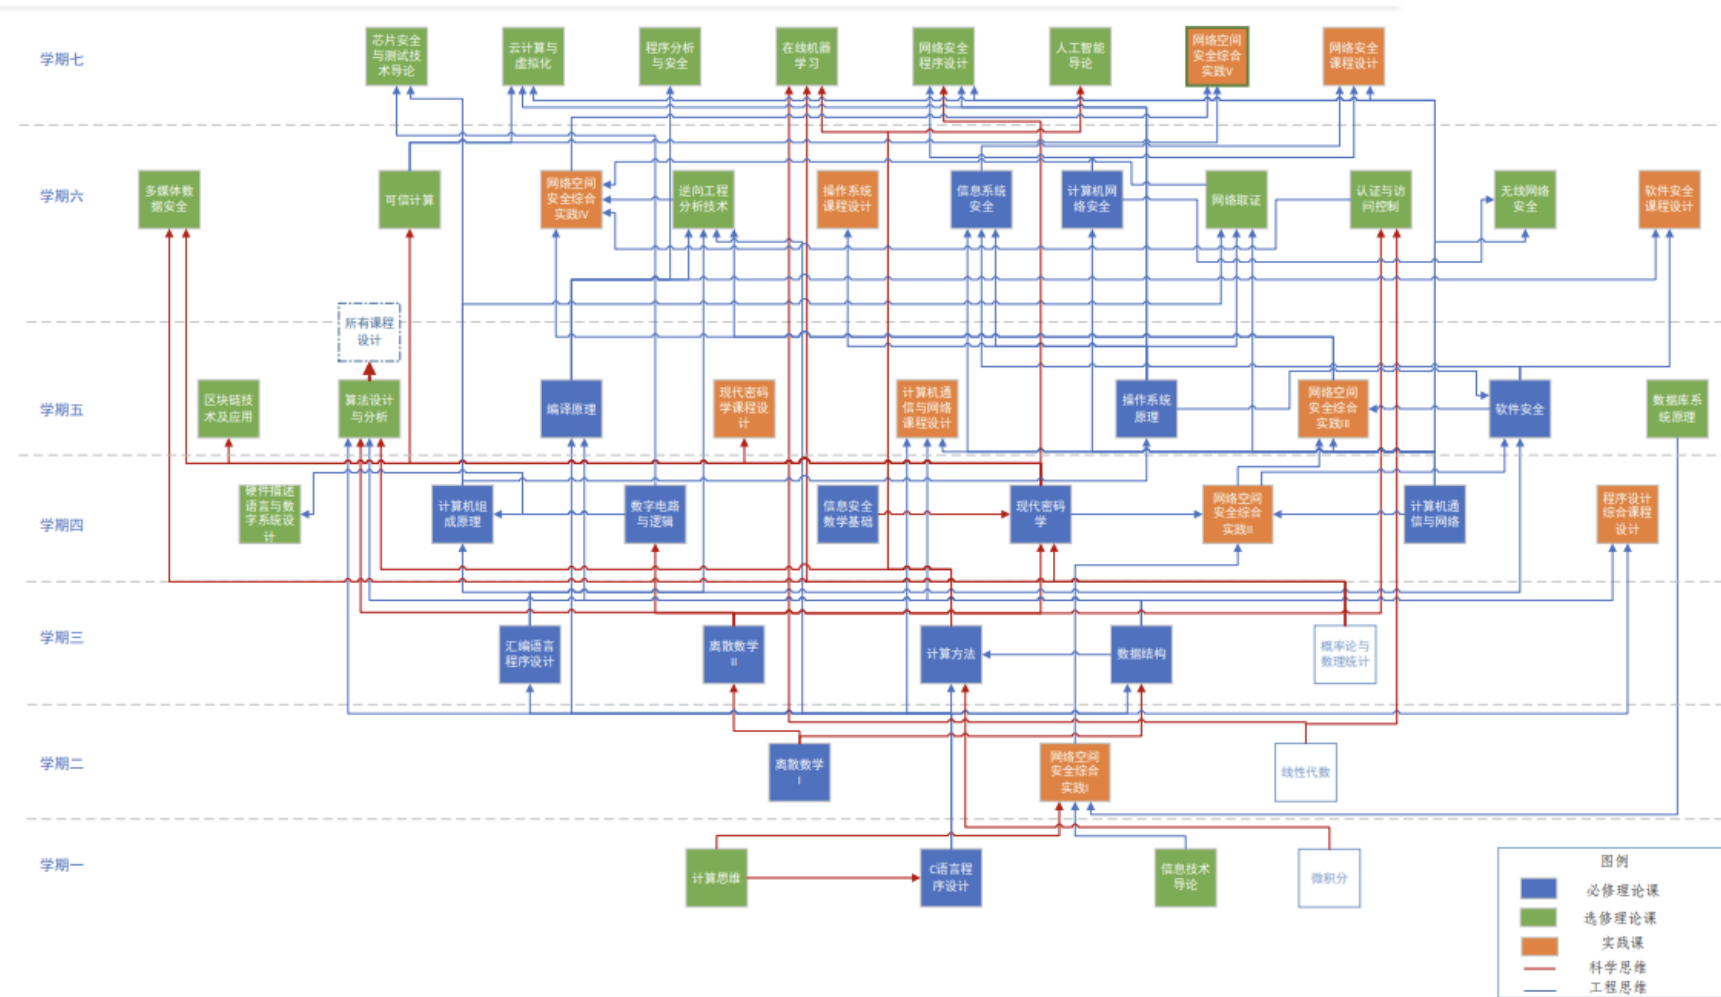 学期七
芯片安全
与测试技
术导论
云计算与
虚拟化
程序分析
与安全
在线机器
学习
网络安全
程序设计
人工智能
导论
网络空间
安全综合
实践V
网络安全
课程设计
学期六
多媒体数
据安全
可信计算
网络空间
安全综合
实践IV
逆向工程
分析技术
操作系统
课程设计
信息系统
安全
计算机网
络安全
网络取证
认证与访
问控制
无线网络
安全
软件安全
课程设计
所有课程
设计
学期五
区块链技
术及应用
算法设计
与分析
编译原理
现代密码
学课程设
计
计算机通
信与网络
课程设计
操作系统
原理
网络空间
安全综合
实践III
软件安全
数据库系
统原理
学期四
硬件描述
语言与数
字系统设
计
计算机组
成原理
数字电路
与逻辑
信息安全
数学基础
现代密码
学
网络空间
安全综合
实践II
计算机通
信与网络
程序设计
综合课程
设计
学期三
汇编语言
程序设计
离散数学
II
计算方法
数据结构
概率论与
数理统计
学期二
离散数学
I
网络空间
安全综合
实践I
线性代数
学期一
计算思维
C语言程
序设计
信息技术
导论
微积分
图例
必修理论课
选修理论课
实践课
科学思维
工程思维